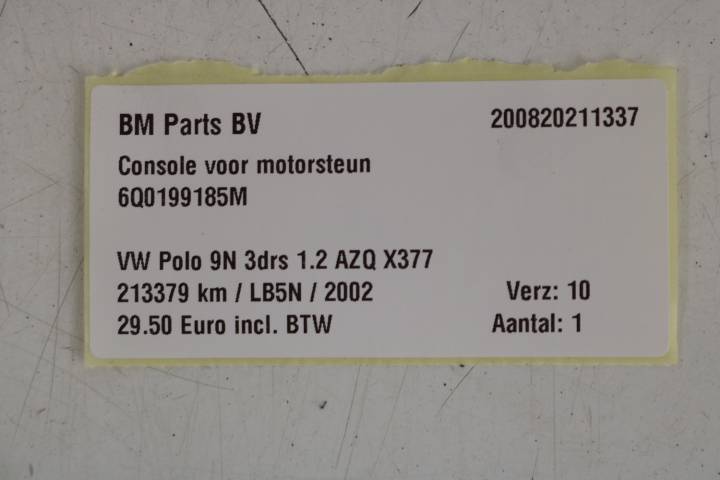 BM Parts BV 200820211337
Console voor motorsteun
6Q0199185M
VW Polo 9N 3drs 1.2 AZQ X377
213379 km / LB5N / 2002 Verz: 10
29.50 Euro incl. BTW Aantal: 1